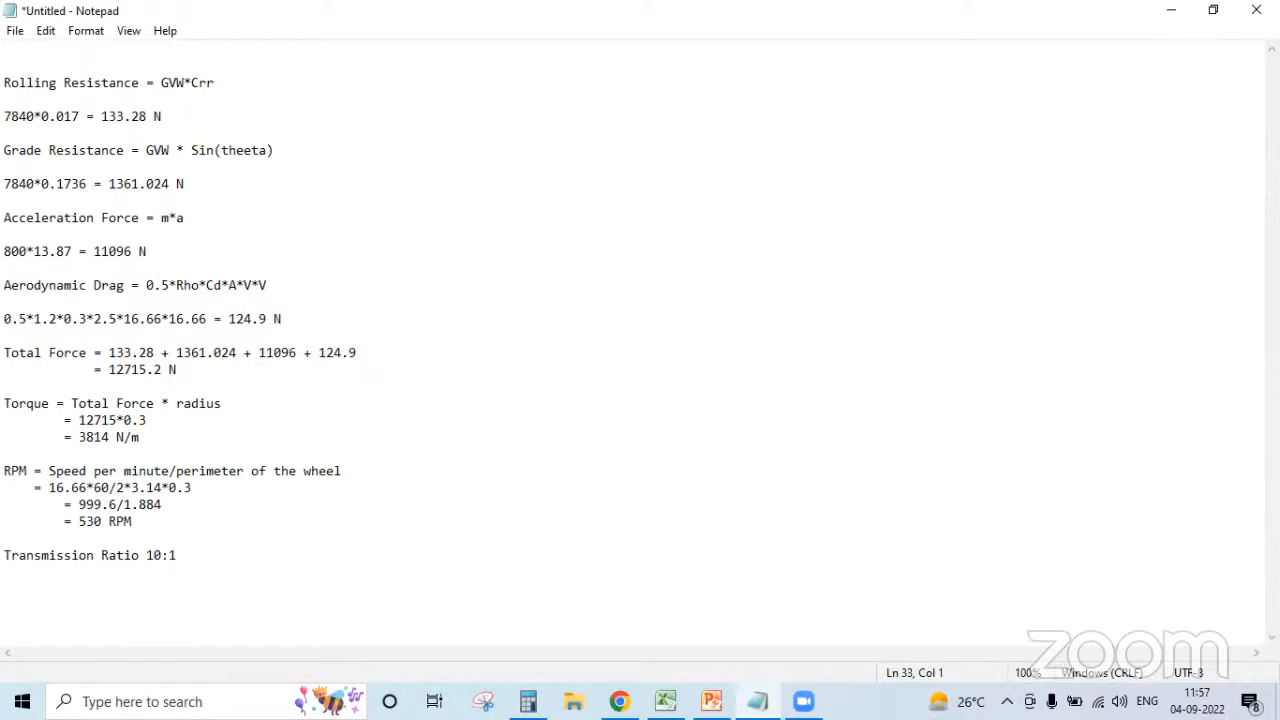 *Untitled - Notepad
File Edit Format View Help
Rolling Resistance = GVW*Crr
7840*0.017 = 133.28 N
Grade Resistance = GVW * Sin(theeta)
7840*0.1736 = 1361.024 N
Acceleration Force = m*a
800*13.87 = 11096 N
Aerodynamic Drag = 0.5*Rho*Cd*A*V*V
0.5*1.2*0.3*2.5*16.66*16.66 = 124.9 N
Total Force = 133.28 + 1361.024 + 11096 + 124.9
= 12715.2 N
Torque = Total Force * radius
= 12715*0.3
= 3814 N/m
RPM = Speed per minute/perimeter of the wheel
= 16.66*60/2*3.14*0.3
= 999.6/1.884
= 530 RPM
Transmission Ratio 10:1
zoom
Ln 33, Col 1 100% Windows (CRLF) UTF-8
Type here to search 26°C ENG 11:57
04-09-2022 8